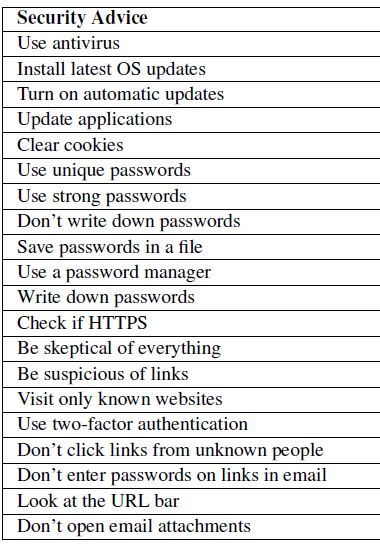 Security Advice
Use antivirus
Install latest OS updates
Turn on automatic updates
Update applications
Clear cookies
Use unique passwords
Use strong passwords
Don’t write down passwords
Save passwords in a file
Use a password manager
Write down passwords
Check if HTTPS
Be skeptical of everything
Be suspicious of links
Visit only known websites
Use two-factor authentication
Don’t click links from unknown people
Don’t enter passwords on links in email
Look at the URL bar
Don’t open email attachments